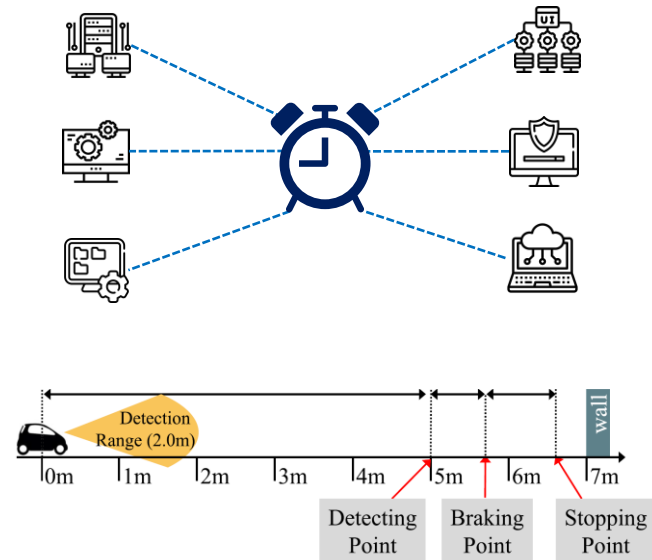 UI
Detection
Range (2.0m)
wall
0m 1m 2m 3m 4m 5m 6m 7m
Detecting Point
Braking Point
Stopping Point